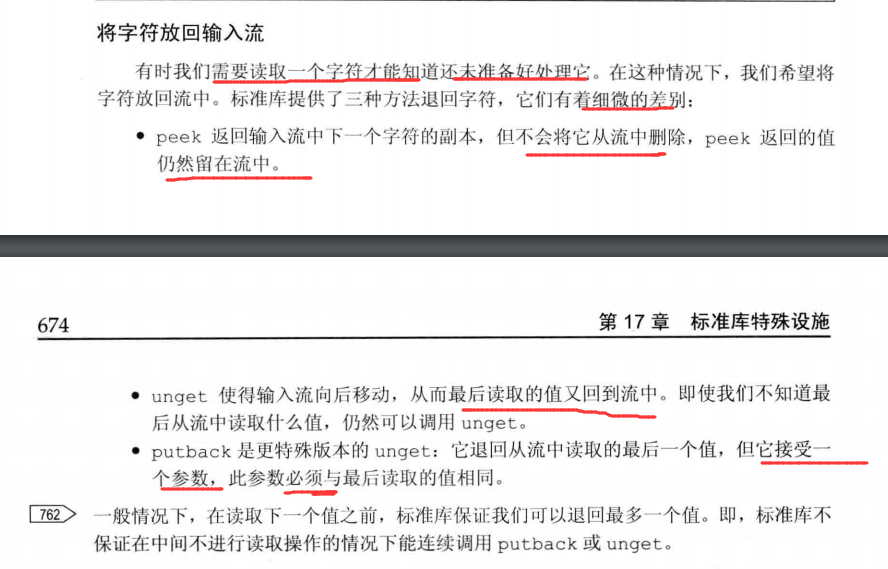 将字符放回输入流
有时我们需要读取一个字符才能知道还未准备好处理它。在这种情况下，我们希望将
字符放回流中。标准库提供了三种方法退回字符，它们有着细微的差别：
• peek 返回输入流中下一个字符的副本，但不会将它从流中删除，peek 返回的值
仍然留在流中。
674 第 17 章 标准库特殊设施
• unget 使得输入流向后移动，从而最后读取的值又回到流中。即使我们不知道最
后从流中读取什么值，仍然可以调用 unget。
• putback 是更特殊版本的 unget：它退回从流中读取的最后一个值，但它接受一
个参数，此参数必须与最后读取的值相同。
762 一般情况下，在读取下一个值之前，标准库保证我们可以退回最多一个值。即，标准库不
保证在中间不进行读取操作的情况下能连续调用 putback 或 unget。